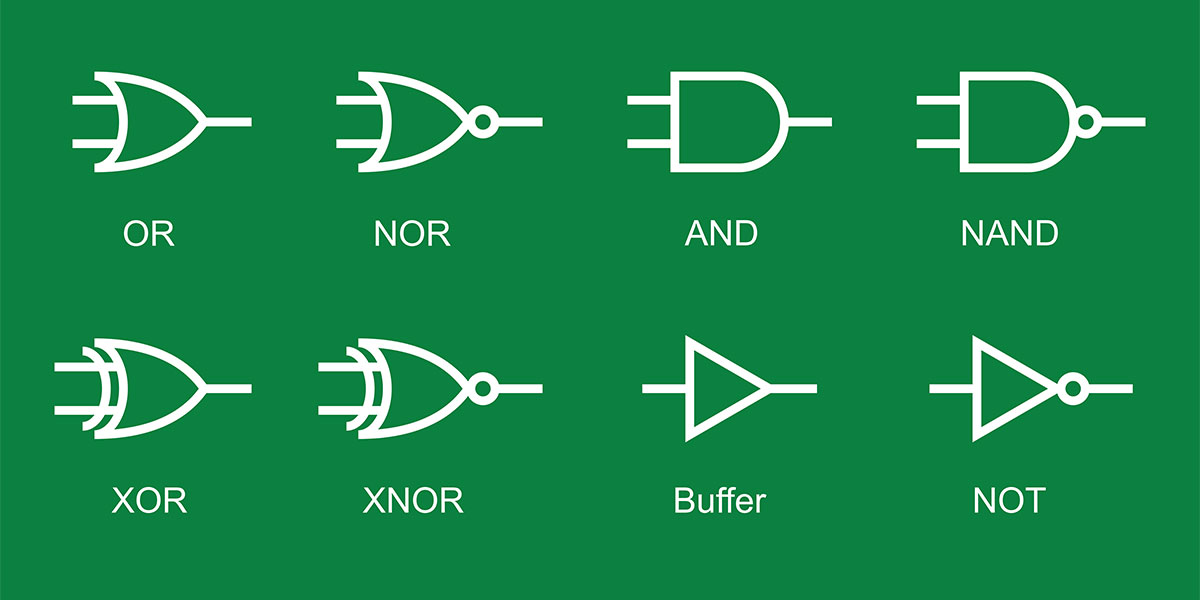 OR
NOR
AND
NAND
XOR
XNOR
Buffer
NOT